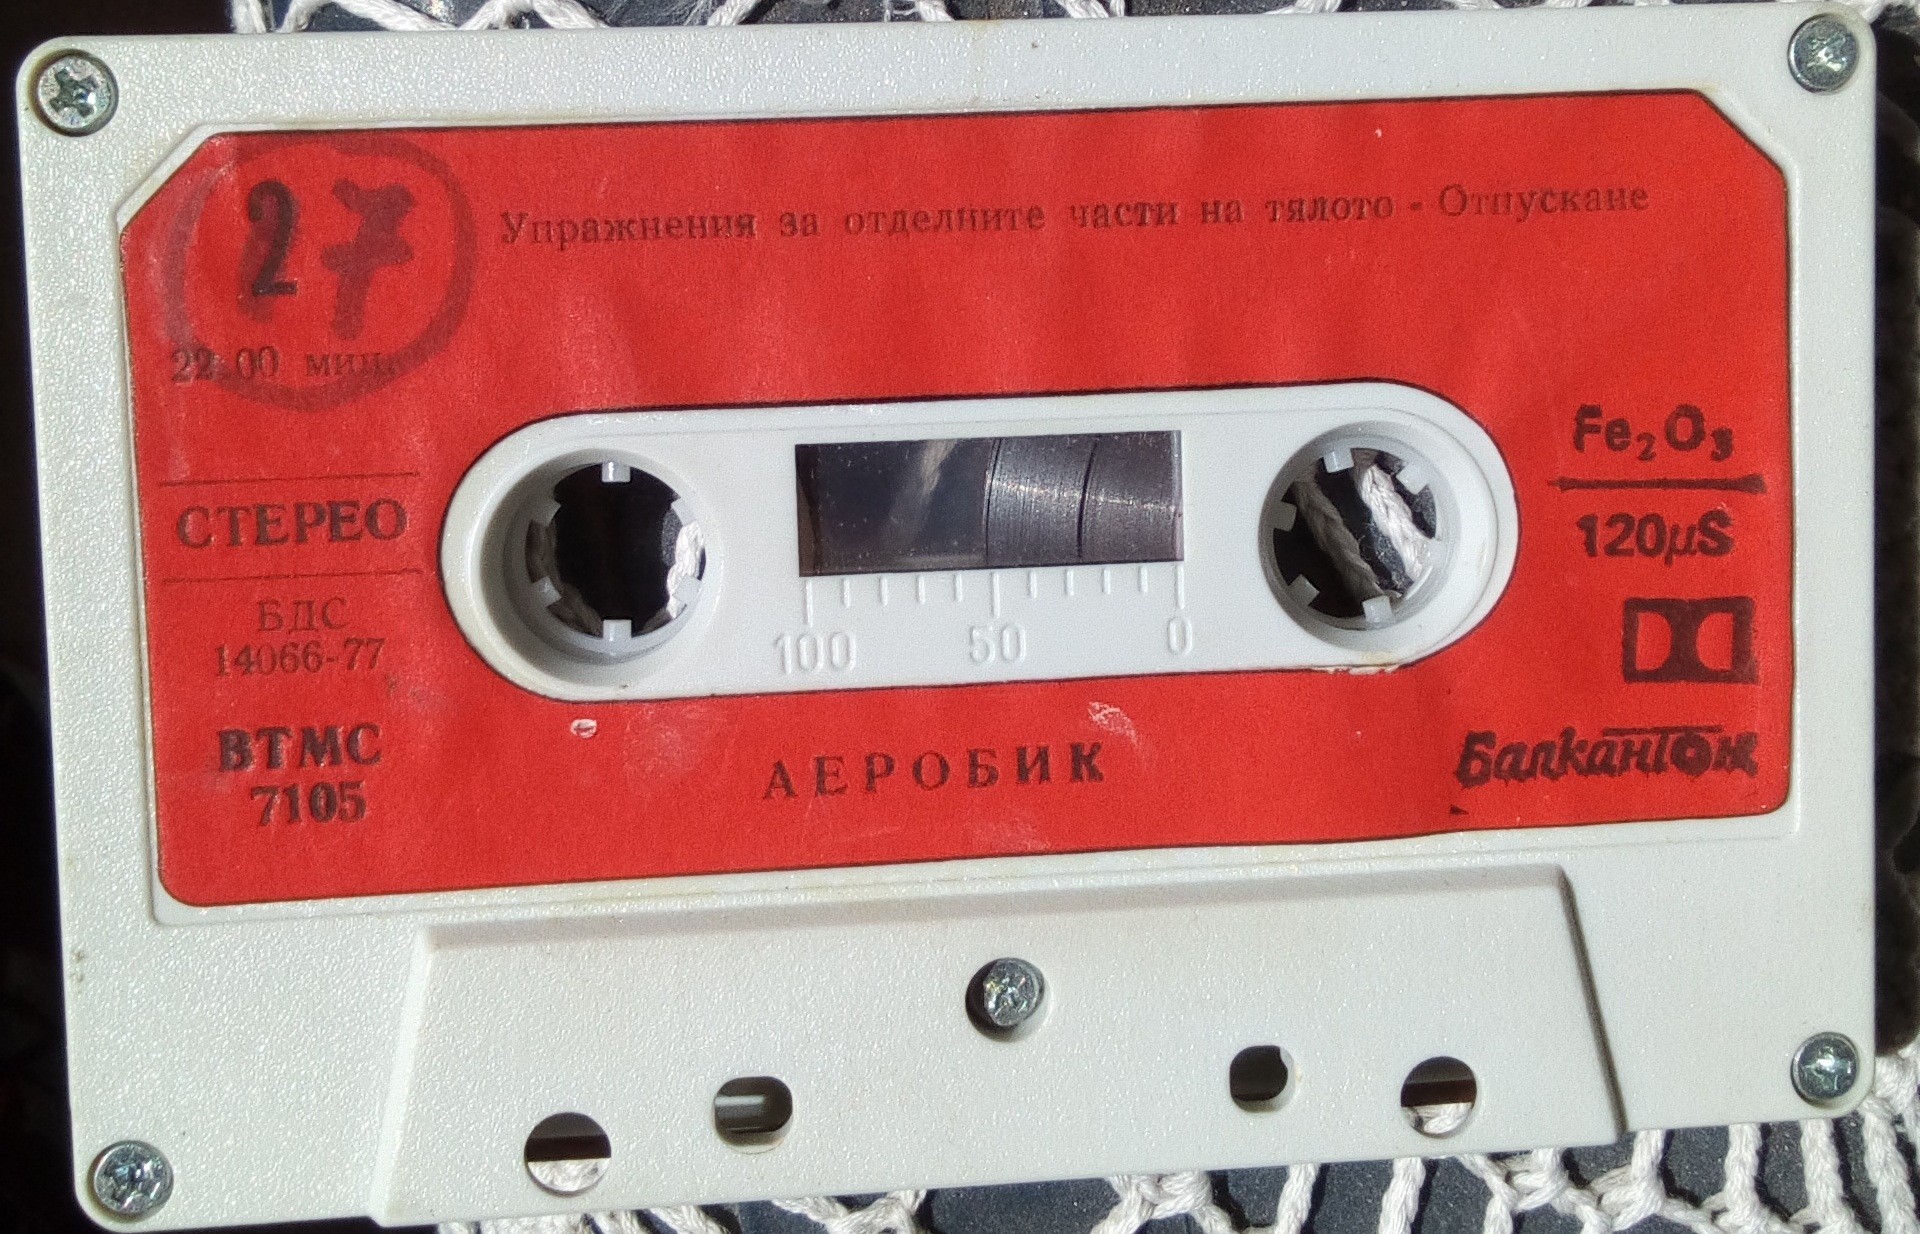 27
Упражнения за отделните части на тялото - Отпускане
22.00 мин.
СТЕРЕО
БДС
14066-77
ВТМС
7105
100 50 0
АЕРОБИК
Fe₂O₃
120µS
Балкантон